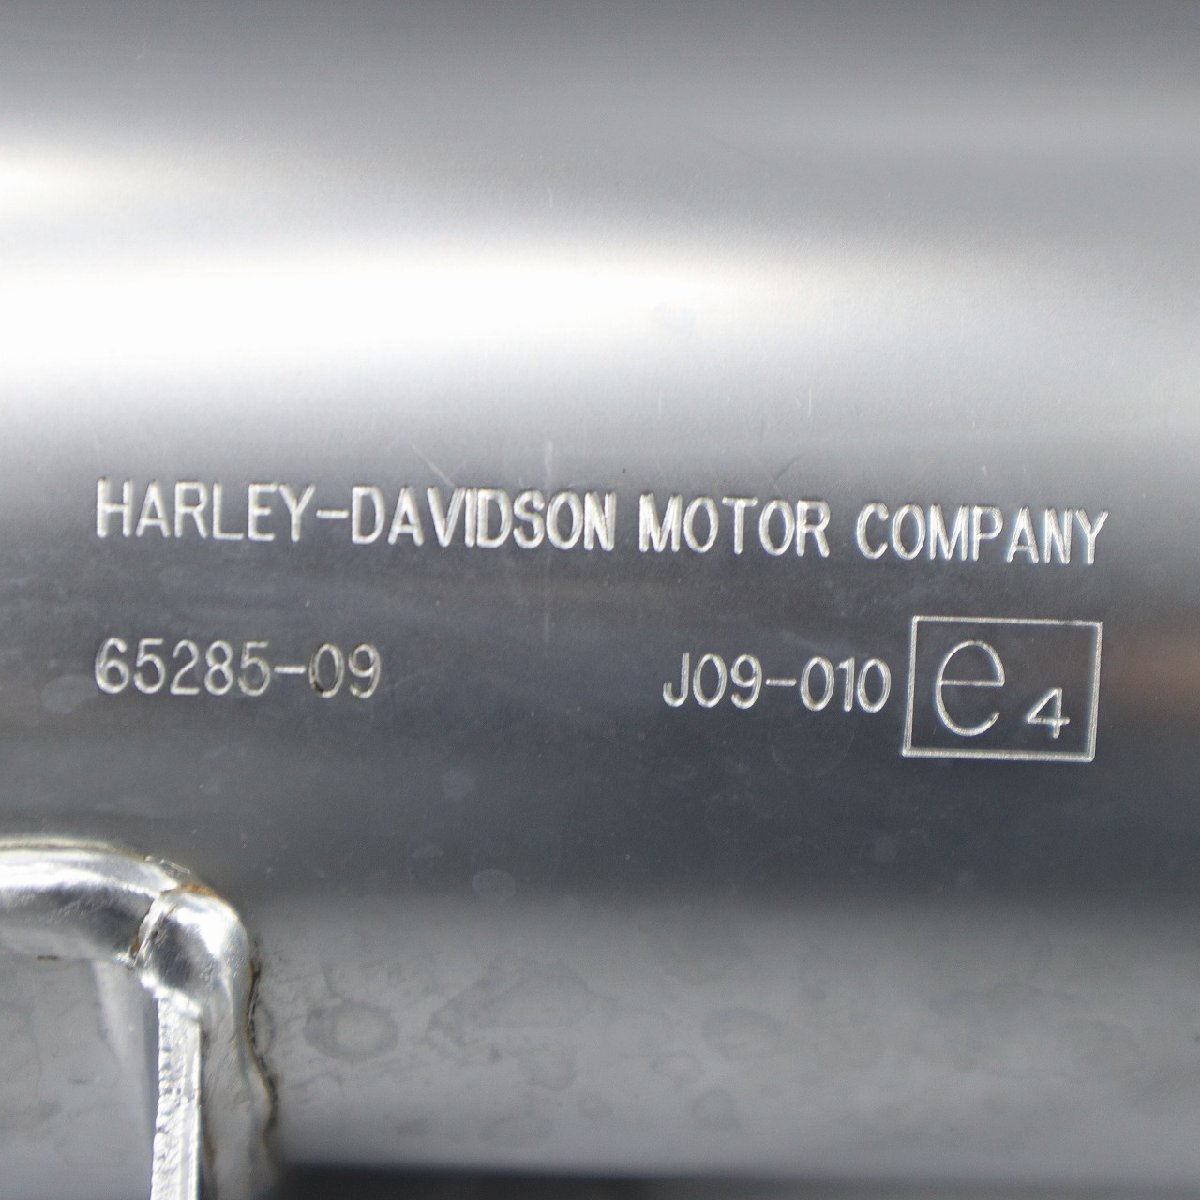 HARLEY-DAVIDSON MOTOR COMPANY
65285-09 J09-010 e4